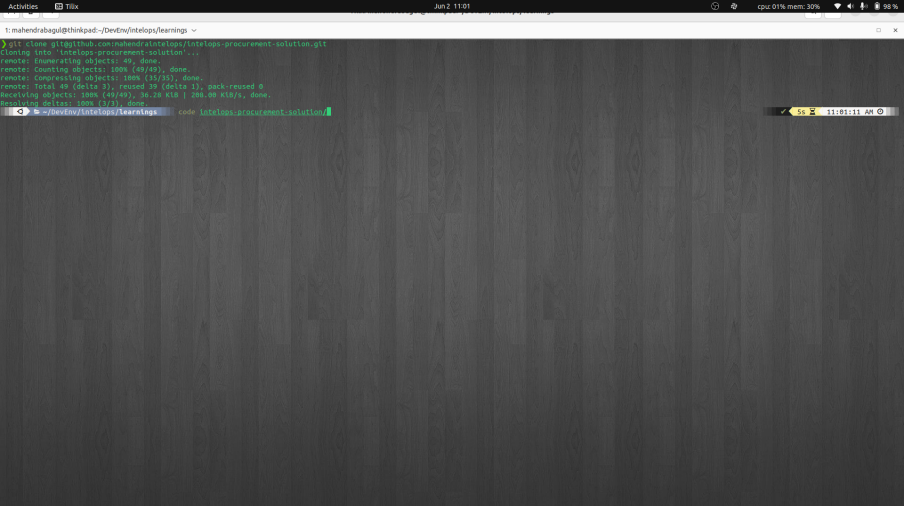 Activities Tilix Jun 2 11:01 cpu: 01% mem: 30% 98 %
1: mahendrabagul@thinkpad:~/DevEnv/intelops/learnings
❯ git clone git@github.com:mahendraintelops/intelops-procurement-solution.git
Cloning into 'intelops-procurement-solution'...
remote: Enumerating objects: 49, done.
remote: Counting objects: 100% (49/49), done.
remote: Compressing objects: 100% (35/35), done.
remote: Total 49 (delta 3), reused 39 (delta 1), pack-reused 0
Receiving objects: 100% (49/49), 36.28 KiB | 206.00 KiB/s, done.
Resolving deltas: 100% (3/3), done.
~/DevEnv/intelops/learnings code intelops-procurement-solution/ ✓ 5s 11:01:11 AM